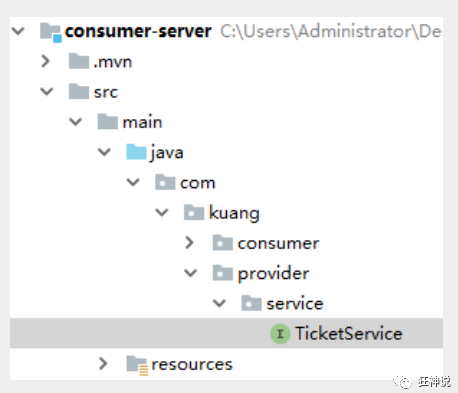 consumer-server C:\Users\Administrator\De
.mvn
src
main
java
com
kuang
consumer
provider
service
I TicketService
resources
狂神说